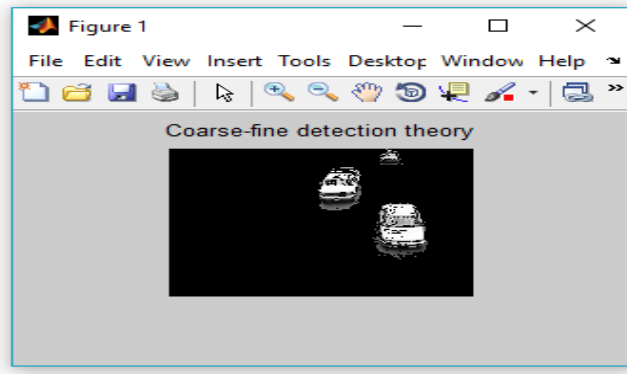 Figure 1
File Edit View Insert Tools Desktop Window Help
Coarse-fine detection theory